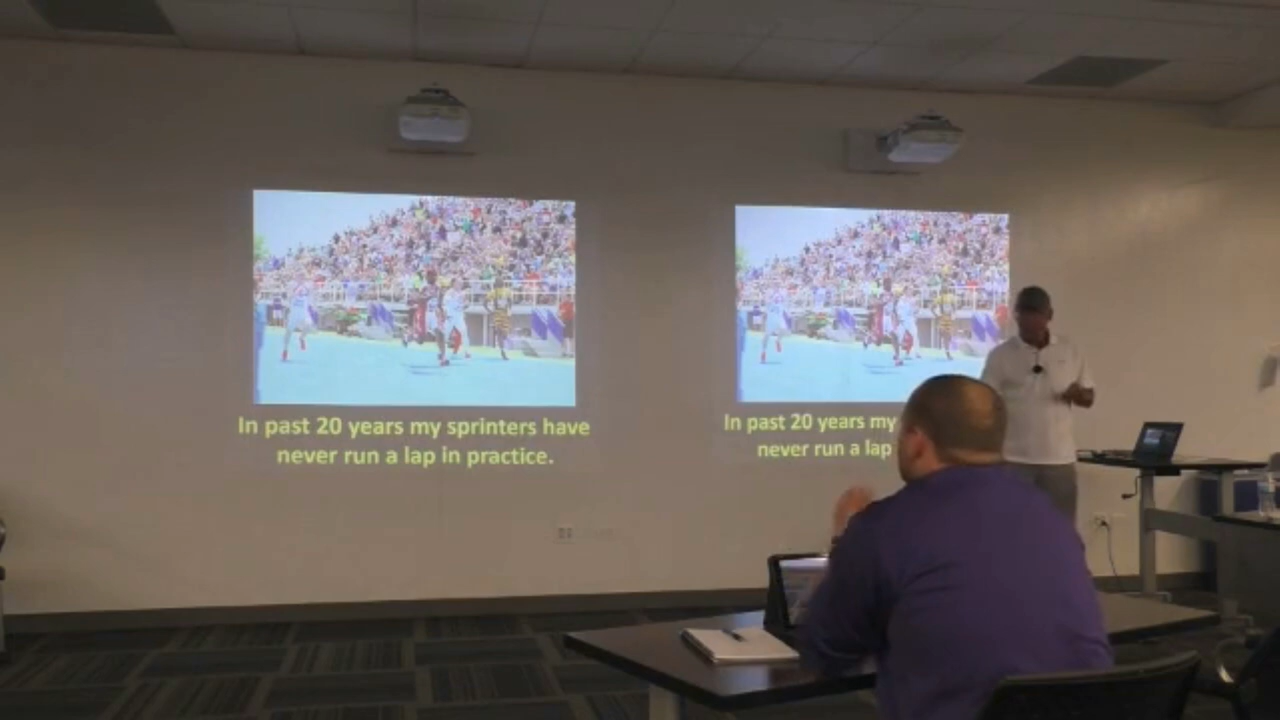 In past 20 years my sprinters have
never run a lap in practice.
In past 20 years my
never run a lap